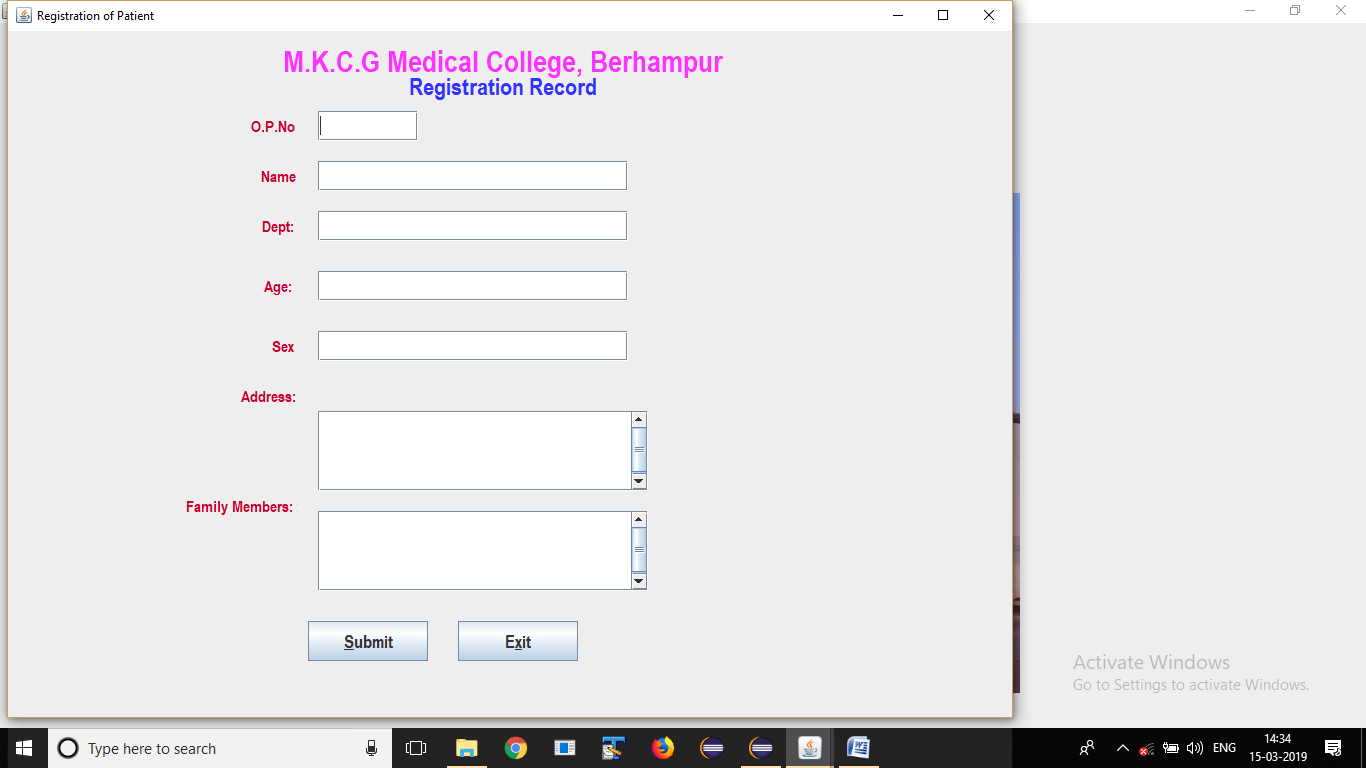 Registration of Patient
M.K.C.G Medical College, Berhampur
Registration Record
O.P.No
Name
Dept:
Age:
Sex
Address:
Family Members:
Submit Exit
Activate Windows
Go to Settings to activate Windows.
Type here to search
ENG
14:34
15-03-2019